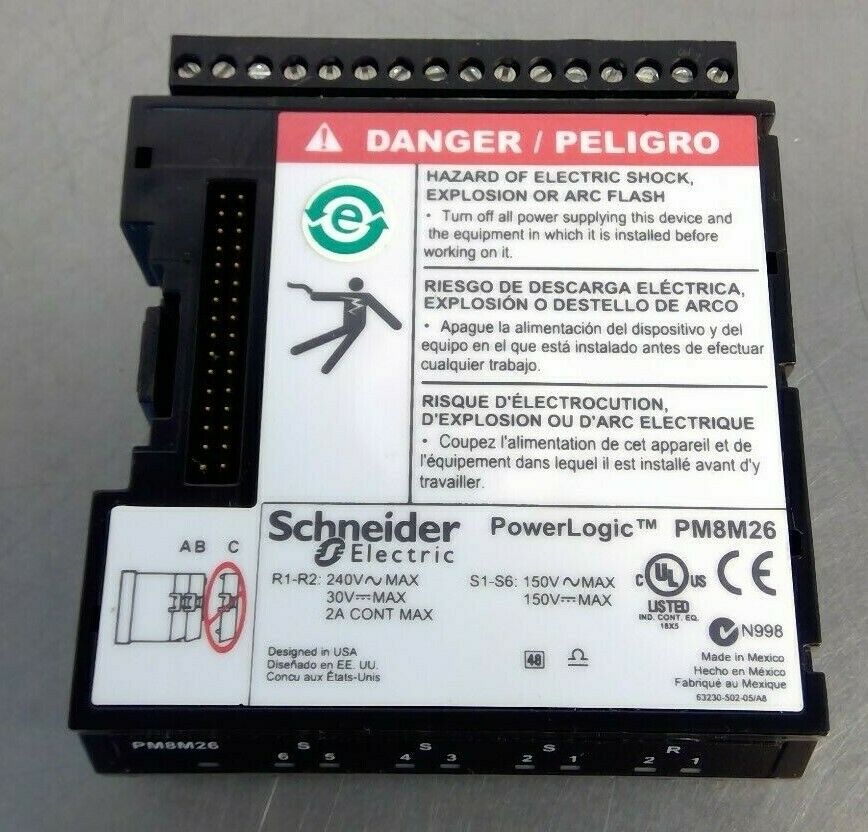 DANGER / PELIGRO
HAZARD OF ELECTRIC SHOCK,
EXPLOSION OR ARC FLASH
• Turn off all power supplying this device and
the equipment in which it is installed before
working on it.
RIESGO DE DESCARGA ELÉCTRICA,
EXPLOSIÓN O DESTELLO DE ARCO
• Apague la alimentación del dispositivo y del
equipo en el que está instalado antes de efectuar
cualquier trabajo.
RISQUE D'ÉLECTROCUTION,
D'EXPLOSION OU D'ARC ELECTRIQUE
• Coupez l'alimentation de cet appareil et de
l'équipement dans lequel il est installé avant d'y
travailler.
e
AB C
Schneider
Electric
PowerLogic™ PM8M26
R1-R2: 240V∿MAX
30V⎓MAX
2A CONT MAX
S1-S6: 150V∿MAX
150V⎓MAX
C UL US
LISTED
IND. CONT. EQ.
18X5
CE
N998
Designed in USA
Diseñado en EE. UU.
Concu aux États-Unis
48
Made in Mexico
Hecho en México
Fabriqué au Mexique
63230-502-05/A8
PM8M26
S S S R
6 5 4 3 2 1 2 1